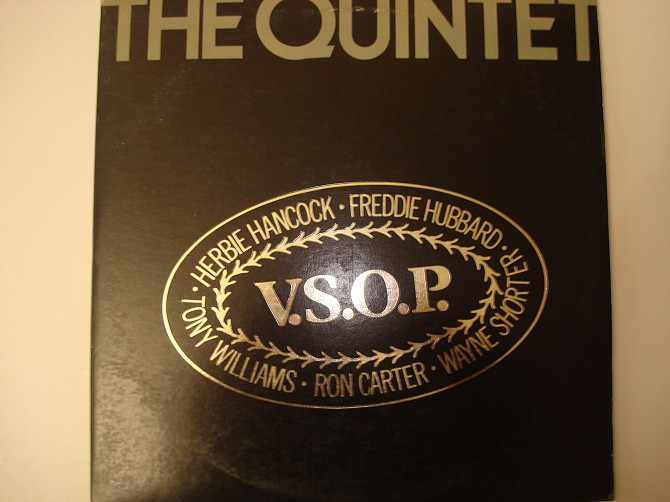 THE QUINTET
· HERBIE HANCOCK · FREDDIE HUBBARD ·
V.S.O.P.
TONY WILLIAMS · RON CARTER · WAYNE SHORTER